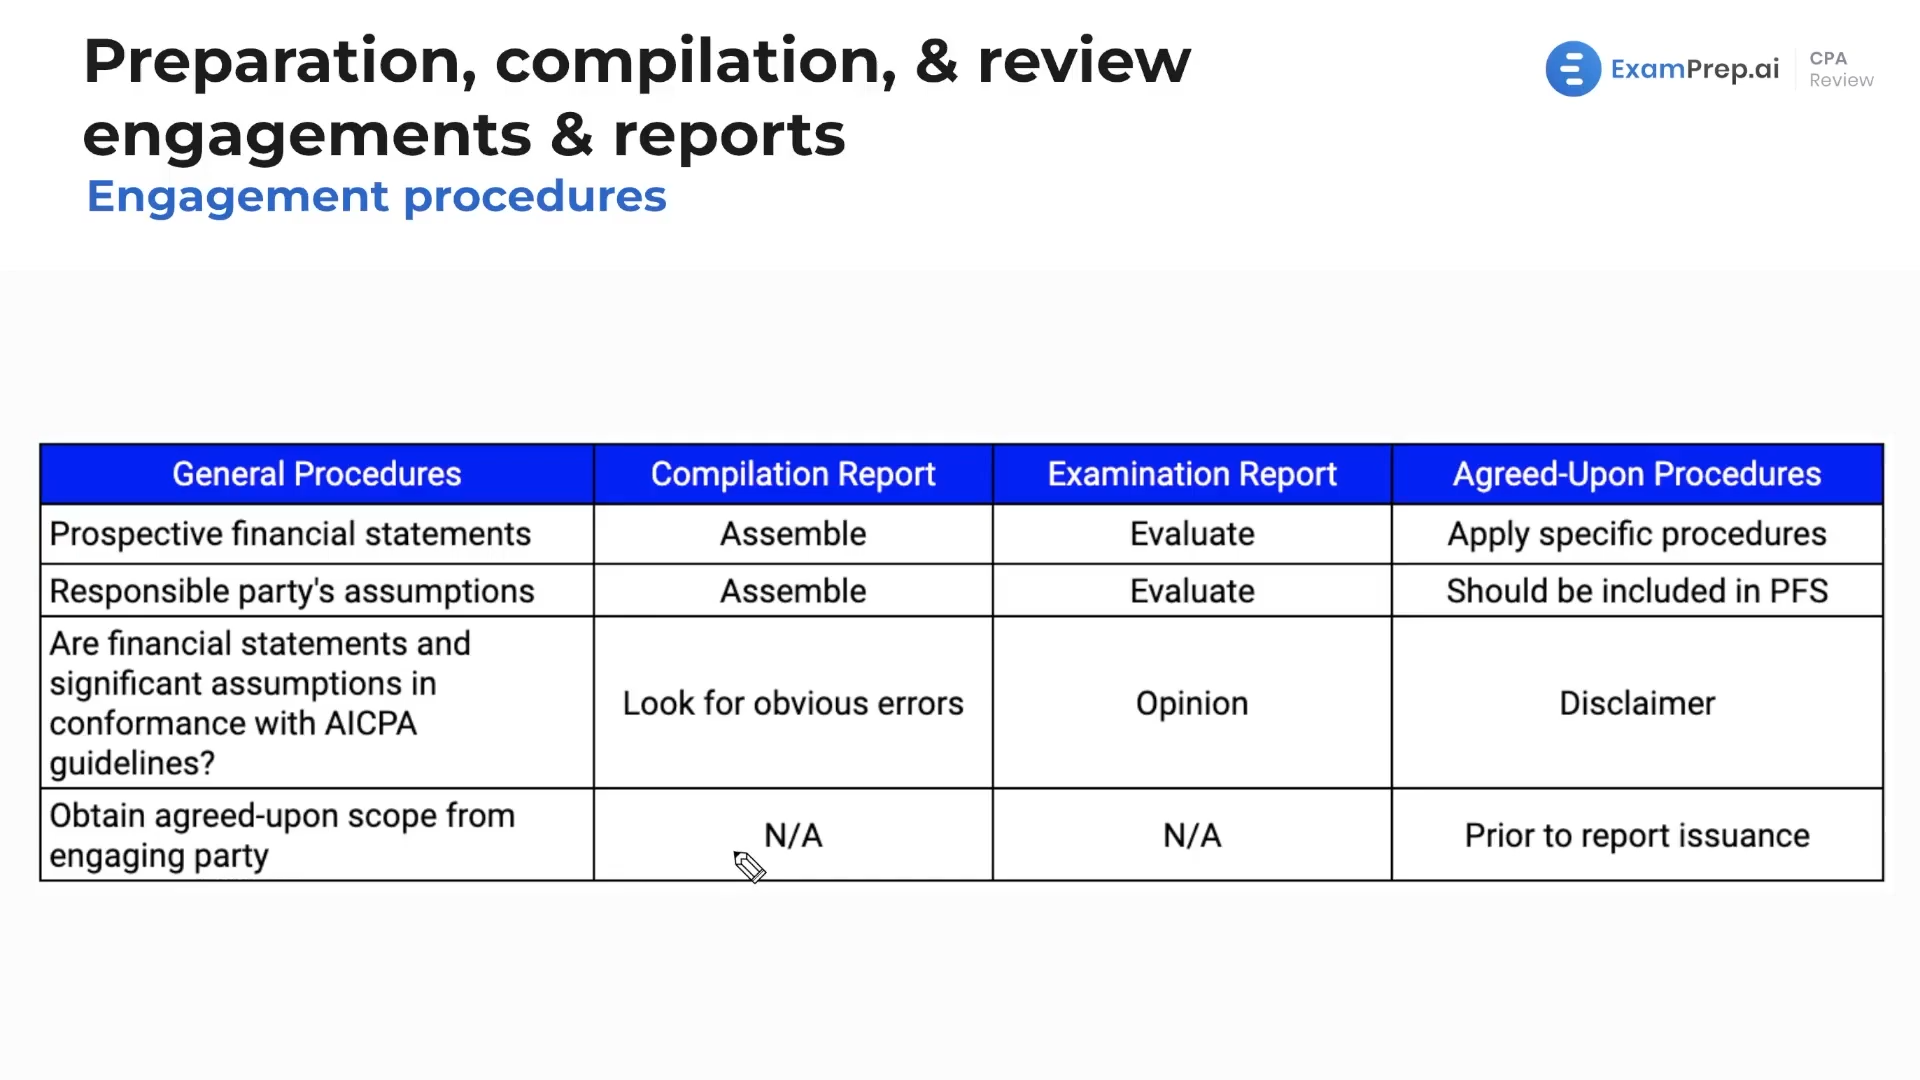 Preparation, compilation, & review
engagements & reports
Engagement procedures
ExamPrep.ai
CPA
Review
General Procedures
Compilation Report
Examination Report
Agreed-Upon Procedures
Prospective financial statements
Assemble
Evaluate
Apply specific procedures
Responsible party's assumptions
Assemble
Evaluate
Should be included in PFS
Are financial statements and
significant assumptions in
conformance with AICPA
guidelines?
Look for obvious errors
Opinion
Disclaimer
Obtain agreed-upon scope from
engaging party
N/A
N/A
Prior to report issuance